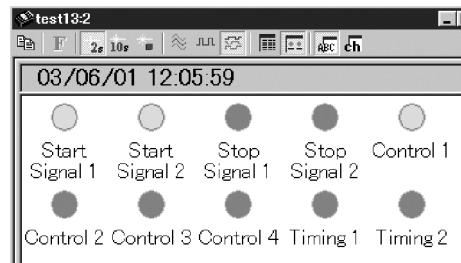 test13:2
F 2s 10s ABC ch
03/06/01 12:05:59
Start Start Stop Stop Control 1
Signal 1 Signal 2 Signal 1 Signal 2
Control 2 Control 3 Control 4 Timing 1 Timing 2